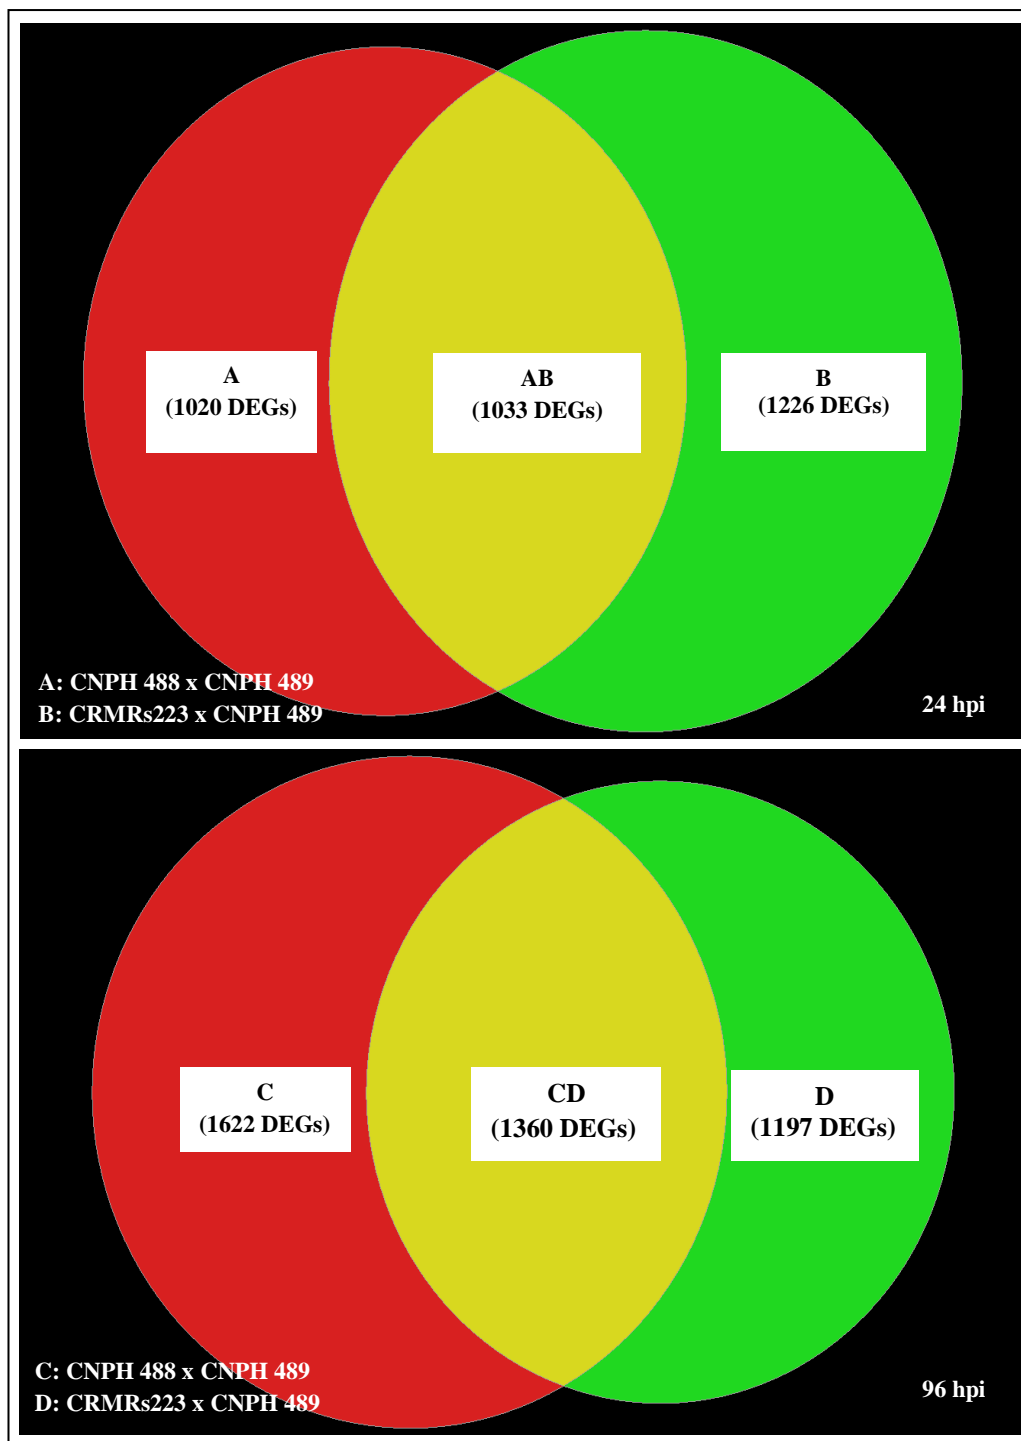 A
(1020 DEGs)
AB
(1033 DEGs)
B
(1226 DEGs)
A: CNPH 488 x CNPH 489
B: CRMRs223 x CNPH 489
24 hpi
C
(1622 DEGs)
CD
(1360 DEGs)
D
(1197 DEGs)
C: CNPH 488 x CNPH 489
D: CRMRs223 x CNPH 489
96 hpi